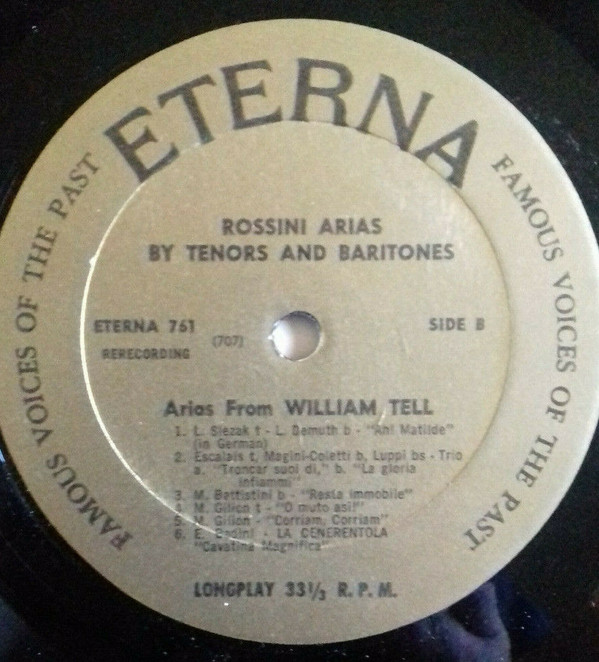 ETERNA
FAMOUS VOICES OF THE PAST
FAMOUS VOICES OF THE PAST
ROSSINI ARIAS
BY TENORS AND BARITONES
ETERNA 761
SIDE B
RERECORDING
(707)
Arias From WILLIAM TELL
1. L. Slezak t - L. Demuth b - "Ah! Matilde"
(in German)
2. Escalais t, Magini-Coletti b, Luppi bs - Trio
a. "Troncar suoi di," b. "La gloria
infiammi"
3. M. Battistini b - "Resta immobile"
4. M. Gilion t - "O muto asil"
5. M. Gilion - "Corriam, Corriam"
6. E. Badini - LA CENERENTOLA
"Cavatina Magnifica"
LONGPLAY 33⅓ R. P. M.